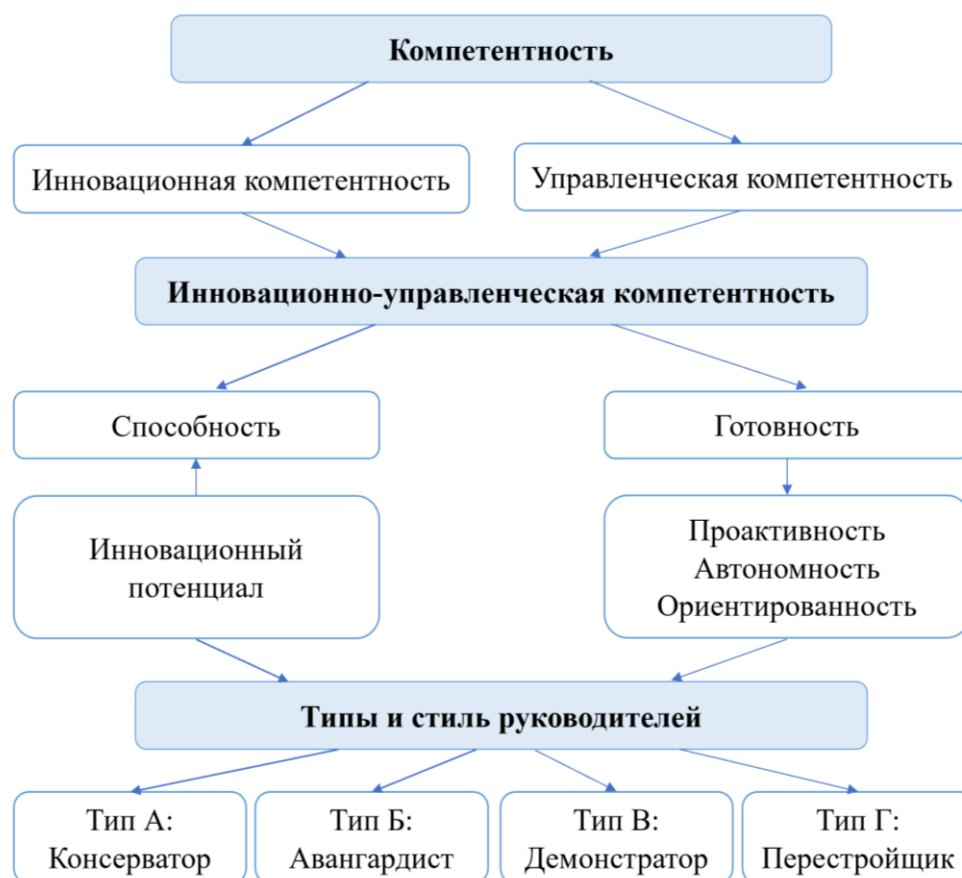 Компетентность
Инновационная компетентность
Управленческая компетентность
Инновационно-управленческая компетентность
Способность
Готовность
Инновационный
потенциал
Проактивность
Автономность
Ориентированность
Типы и стиль руководителей
Тип А:
Консерватор
Тип Б:
Авангардист
Тип В:
Демонстратор
Тип Г:
Перестройщик